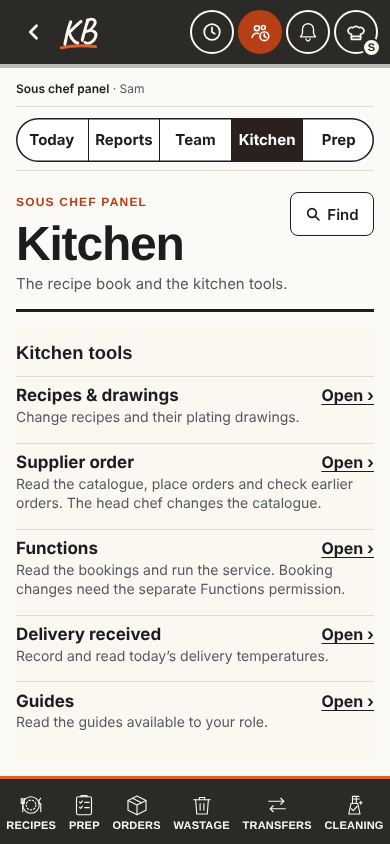 KB
S
Sous chef panel · Sam
Today Reports Team Kitchen Prep
SOUS CHEF PANEL
Find
Kitchen
The recipe book and the kitchen tools.
Kitchen tools
Recipes & drawings Open ›
Change recipes and their plating drawings.
Supplier order Open ›
Read the catalogue, place orders and check earlier
orders. The head chef changes the catalogue.
Functions Open ›
Read the bookings and run the service. Booking
changes need the separate Functions permission.
Delivery received Open ›
Record and read today’s delivery temperatures.
Guides Open ›
Read the guides available to your role.
RECIPES PREP ORDERS WASTAGE TRANSFERS CLEANING